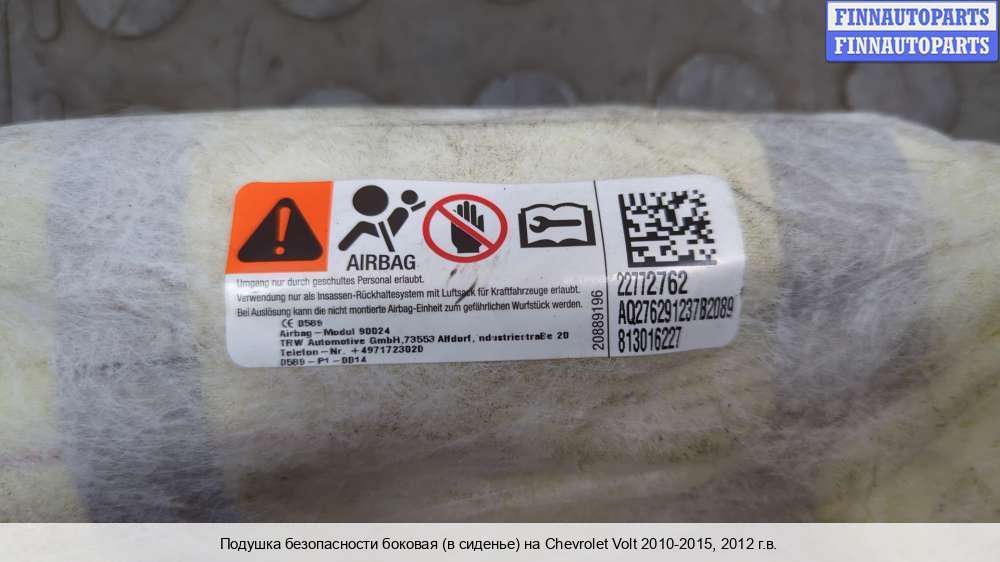 FINNAUTOPARTS
FINNAUTOPARTS
AIRBAG
Umgang nur durch geschultes Personal erlaubt.
Verwendung nur als Insassen-Rückhaltesystem mit Luftsack für Kraftfahrzeuge erlaubt.
Bei Auslösung kann die nicht montierte Airbag-Einheit zum gefährlichen Wurfstück werden.
CE 0589
Airbag-Modul 90024
TRW Automotive GmbH,73553 Alfdorf, ndustriestraße 20
Telefon-Nr. +4971723020
0589-P1-0014
20889196
22772762
AQ276291237B2089
813016227
Подушка безопасности боковая (в сиденье) на Chevrolet Volt 2010-2015, 2012 г.в.